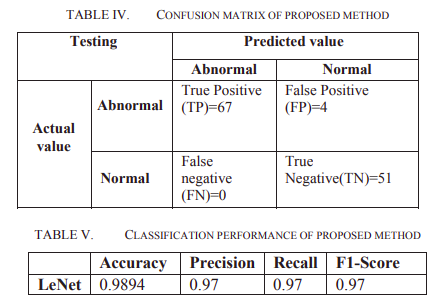 TABLE IV. CONFUSION MATRIX OF PROPOSED METHOD
Testing Predicted value
Abnormal Normal
Actual value Abnormal True Positive (TP)=67 False Positive (FP)=4
Normal False negative (FN)=0 True Negative(TN)=51
TABLE V. CLASSIFICATION PERFORMANCE OF PROPOSED METHOD
Accuracy Precision Recall F1-Score
LeNet 0.9894 0.97 0.97 0.97